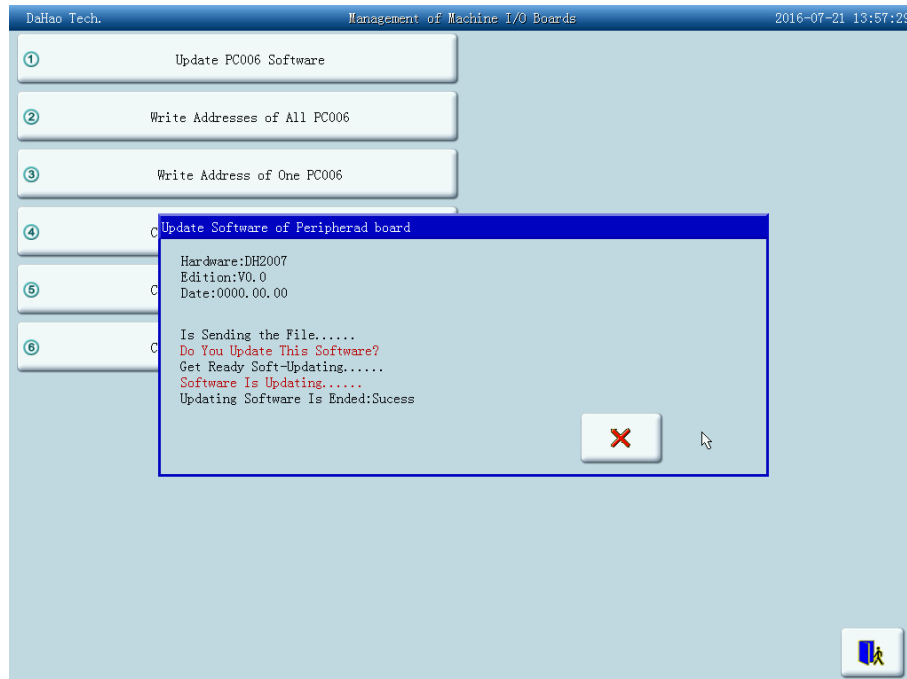 DaHao Tech. Management of Machine I/O Boards 2016-07-21 13:57:29
1 Update PC006 Software
2 Write Addresses of All PC006
3 Write Address of One PC006
4 C
5 C
6 C
Update Software of Peripherad board
Hardware:DH2007
Edition:V0.0
Date:0000.00.00
Is Sending the File......
Do You Update This Software?
Get Ready Soft-Updating......
Software Is Updating......
Updating Software Is Ended:Sucess